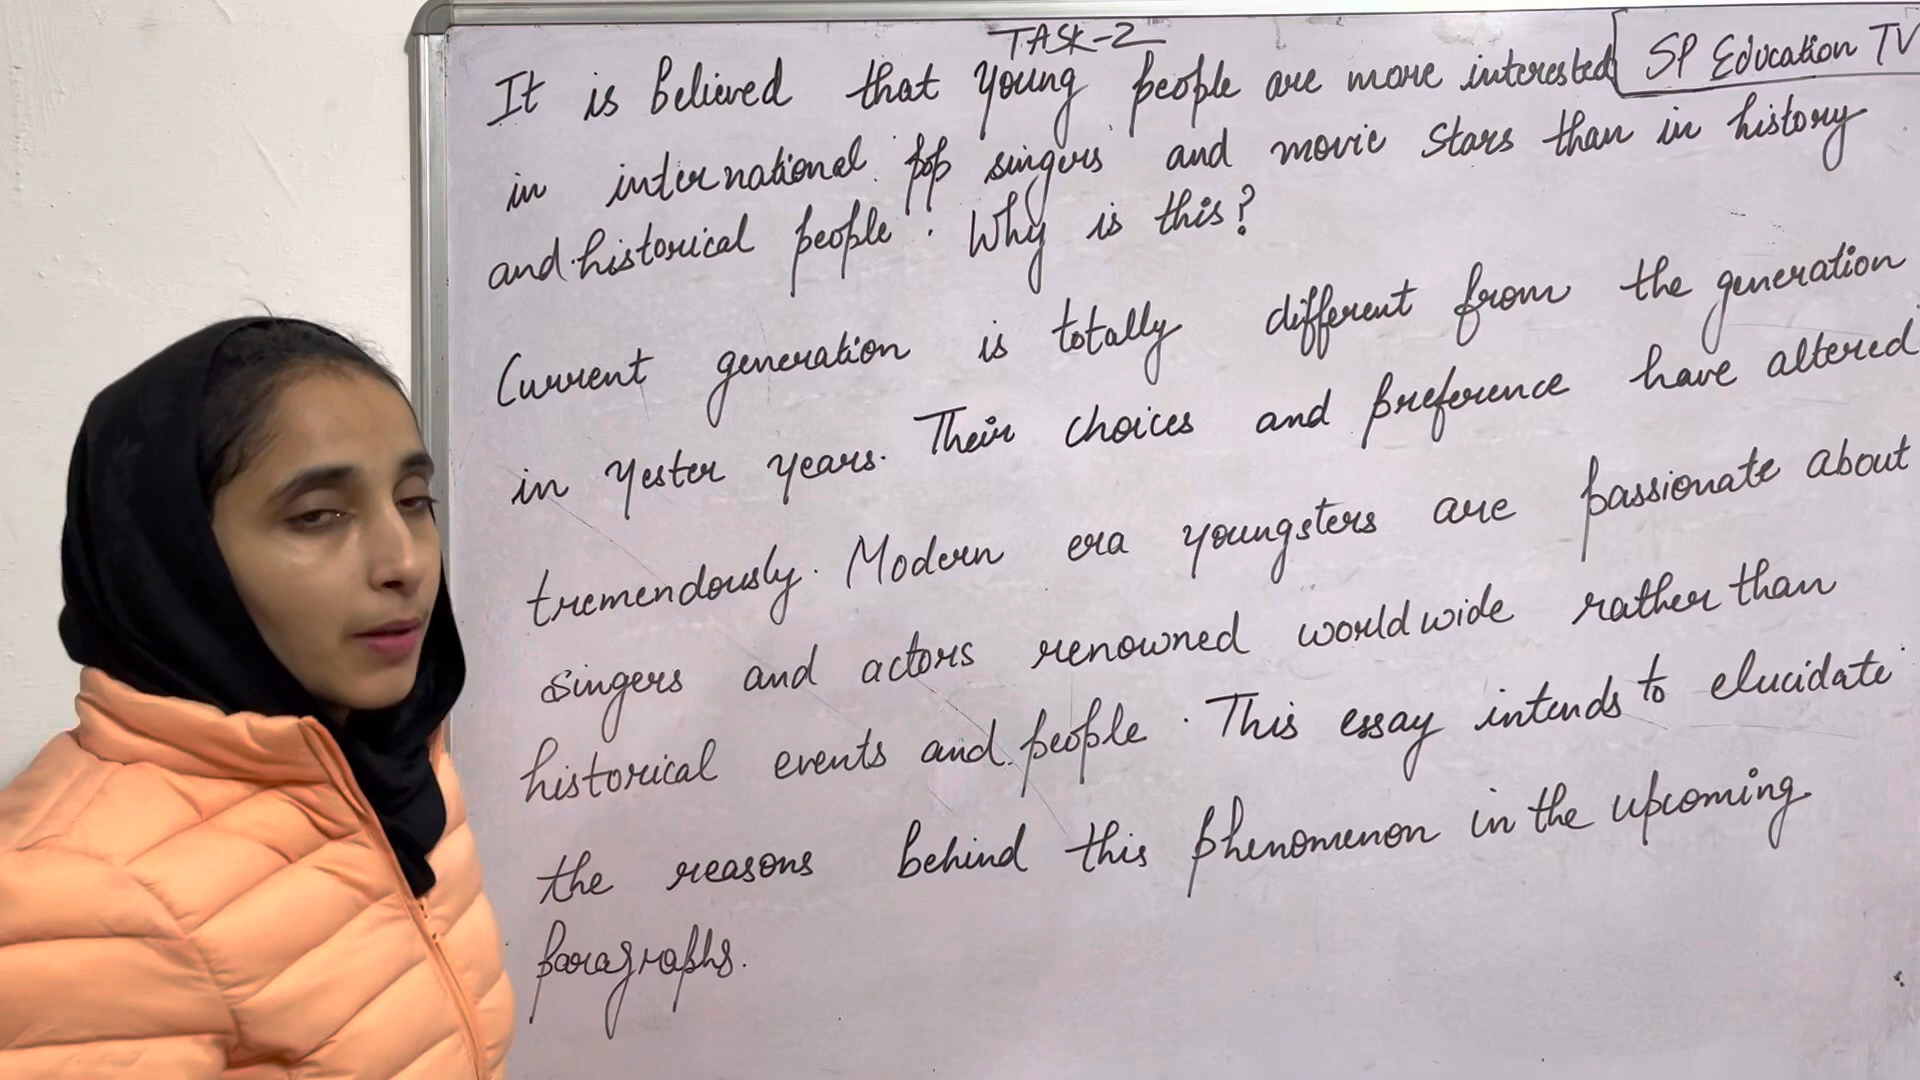 TASK-2
SP Education TV
It is believed that young people are more interested
in international pop singers and movie stars than in history
and historical people. Why is this?
Current generation is totally different from the generation
in yester years. Their choices and preference have altered
tremendously. Modern era youngsters are passionate about
singers and actors renowned worldwide rather than
historical events and people. This essay intends to elucidate
the reasons behind this phenomenon in the upcoming
paragraphs.